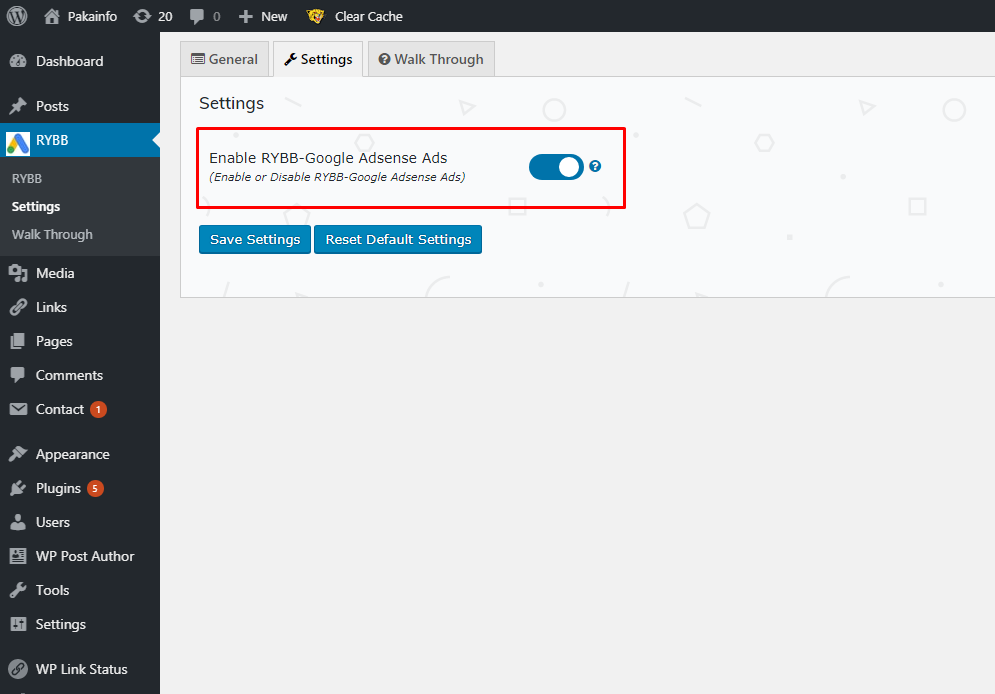 Pakainfo 20 0 New Clear Cache
Dashboard
Posts
RYBB
RYBB
Settings
Walk Through
Media
Links
Pages
Comments
Contact 1
Appearance
Plugins 5
Users
WP Post Author
Tools
Settings
WP Link Status
General Settings Walk Through
Settings
Enable RYBB-Google Adsense Ads
(Enable or Disable RYBB-Google Adsense Ads)
Save Settings Reset Default Settings